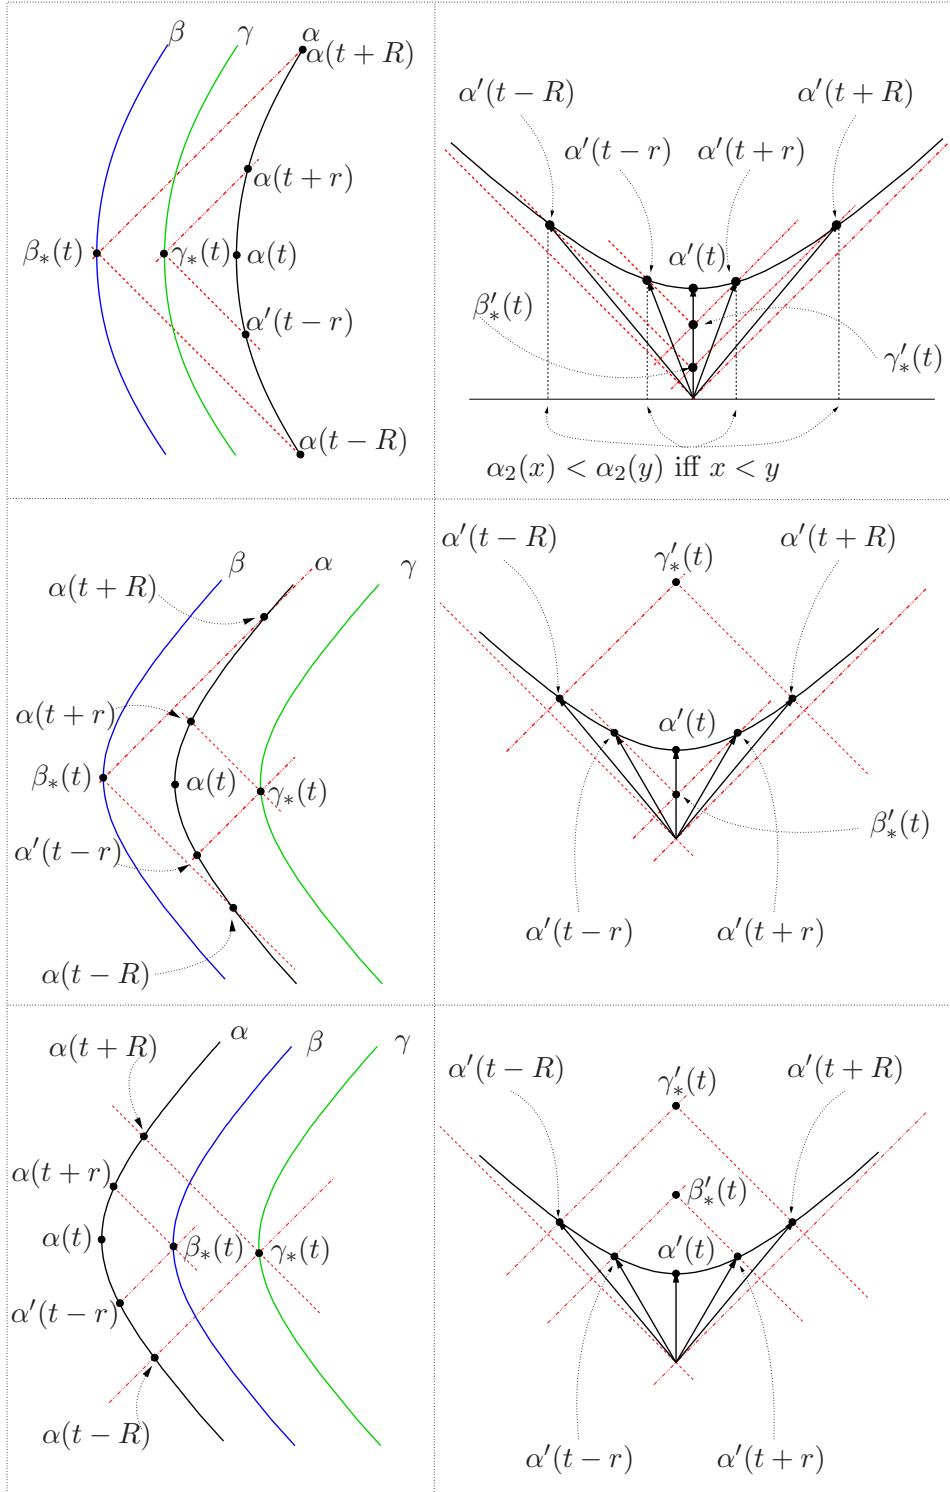 β γ α
α(t + R)
α(t + r)
β∗(t) γ∗(t) α(t)
α′(t − r)
α(t − R)
α′(t − R) α′(t + R)
α′(t − r) α′(t + r)
α′(t)
β′∗(t)
γ′∗(t)
α₂(x) < α₂(y) iff x < y
β α γ
α(t + R)
α(t + r)
β∗(t) α(t) γ∗(t)
α′(t − r)
α(t − R)
α′(t − R) γ′∗(t) α′(t + R)
α′(t)
β′∗(t)
α′(t − r) α′(t + r)
α β γ
α(t + R)
α(t + r)
α(t) β∗(t) γ∗(t)
α′(t − r)
α(t − R)
α′(t − R) γ′∗(t) α′(t + R)
β′∗(t)
α′(t)
α′(t − r) α′(t + r)